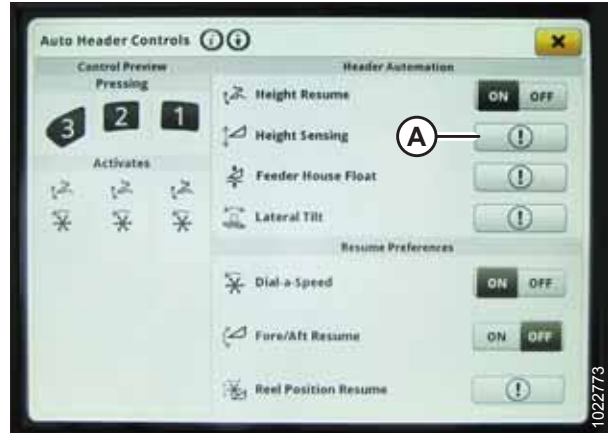 Auto Header Controls
Control Preview
Pressing
3 2 1
Activates
Header Automation
Height Resume ON OFF
Height Sensing
A
Feeder House Float
Lateral Tilt
Resume Preferences
Dial-a-Speed ON OFF
Fore/Aft Resume ON OFF
Reel Position Resume
1022773